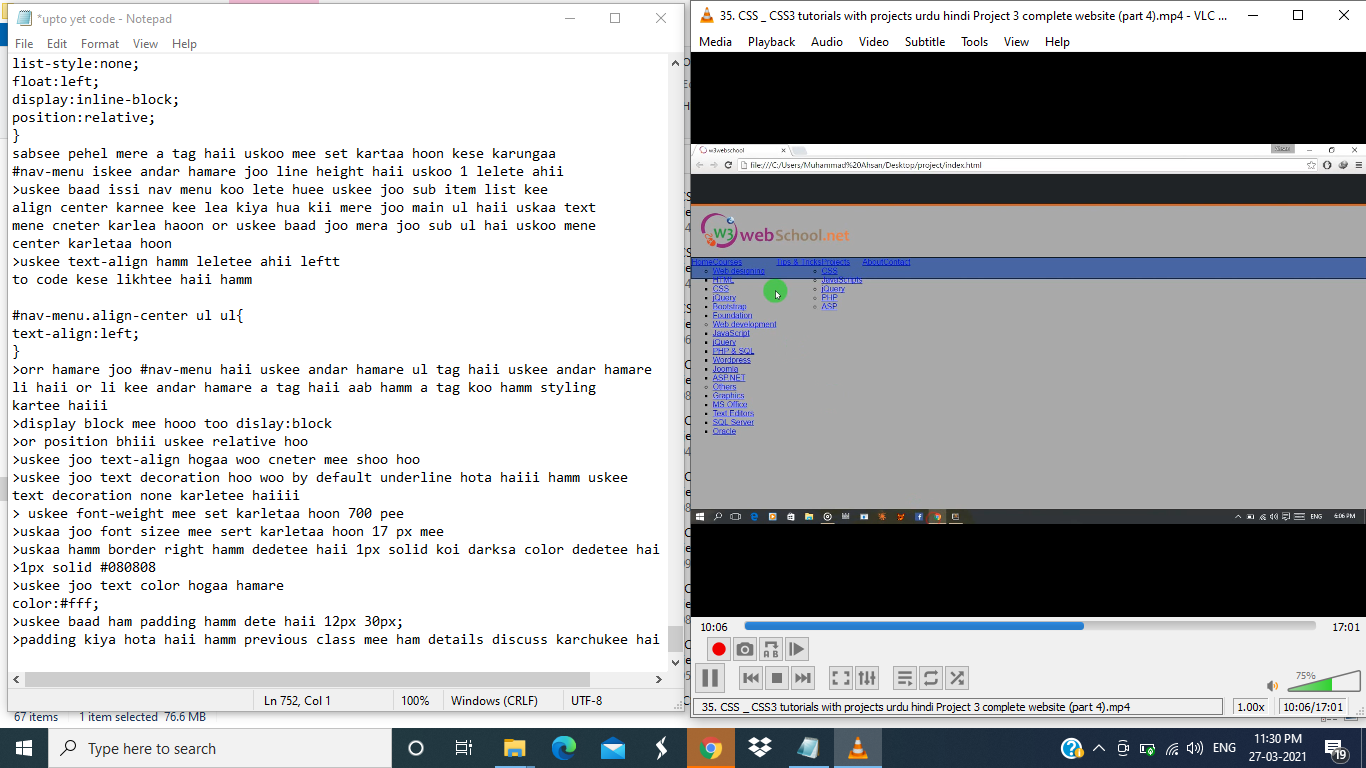 *upto yet code - Notepad
File Edit Format View Help
list-style:none;
float:left;
display:inline-block;
position:relative;
}
sabsee pehel mere a tag haii uskoo mee set kartaa hoon kese karungaa
#nav-menu iskee andar hamare joo line height haii uskoo 1 lelete ahii
>uskee baad issi nav menu koo lete huee uskee joo sub item list kee
align center karnee kee lea kiya hua kii mere joo main ul haii uskaa text
mene cneter karlea haoon or uskee baad joo mera joo sub ul hai uskoo mene
center karletaa hoon
>uskee text-align hamm leletee ahii leftt
to code kese likhtee haii hamm
#nav-menu.align-center ul ul{
text-align:left;
}
>orr hamare joo #nav-menu haii uskee andar hamare ul tag haii uskee andar hamare
li haii or li kee andar hamare a tag haii aab hamm a tag koo hamm styling
kartee haiii
>display block mee hooo too dislay:block
>or position bhiii uskee relative hoo
>uskee joo text-align hogaa woo cneter mee shoo hoo
>uskee joo text decoration hoo woo by default underline hota haiii hamm uskee
text decoration none karletee haiiii
> uskee font-weight mee set karletaa hoon 700 pee
>uskaa joo font sizee mee sert karletaa hoon 17 px mee
>uskaa hamm border right hamm dedetee haii 1px solid koi darksa color dedetee hai
>1px solid #080808
>uskee joo text color hogaa hamare
color:#fff;
>uskee baad ham padding hamm dete haii 12px 30px;
>padding kiya hota haii hamm previous class mee ham details discuss karchukee hai
Ln 752, Col 1 100% Windows (CRLF) UTF-8
67 items 1 item selected 76.6 MB
35. CSS _ CSS3 tutorials with projects urdu hindi Project 3 complete website (part 4).mp4 - VLC ...
Media Playback Audio Video Subtitle Tools View Help
w3webschool
file:///C:/Users/Muhammad%20Ahsan/Desktop/project/index.html
W3 webSchool.net
HomeCourses Tips & TricksProjects AboutContact
Web designing CSS
HTML JavaScripts
CSS jQuery
jQuery PHP
Bootstrap ASP
Foundation
Web development
JavaScript
jQuery
PHP & SQL
Wordpress
Joomla
ASP.NET
Others
Graphics
MS Office
Text Editors
SQL Server
Oracle
ENG 6:06 PM
10:06 17:01
75%
35. CSS _ CSS3 tutorials with projects urdu hindi Project 3 complete website (part 4).mp4 1.00x 10:06/17:01
Type here to search
ENG 11:30 PM
27-03-2021
19